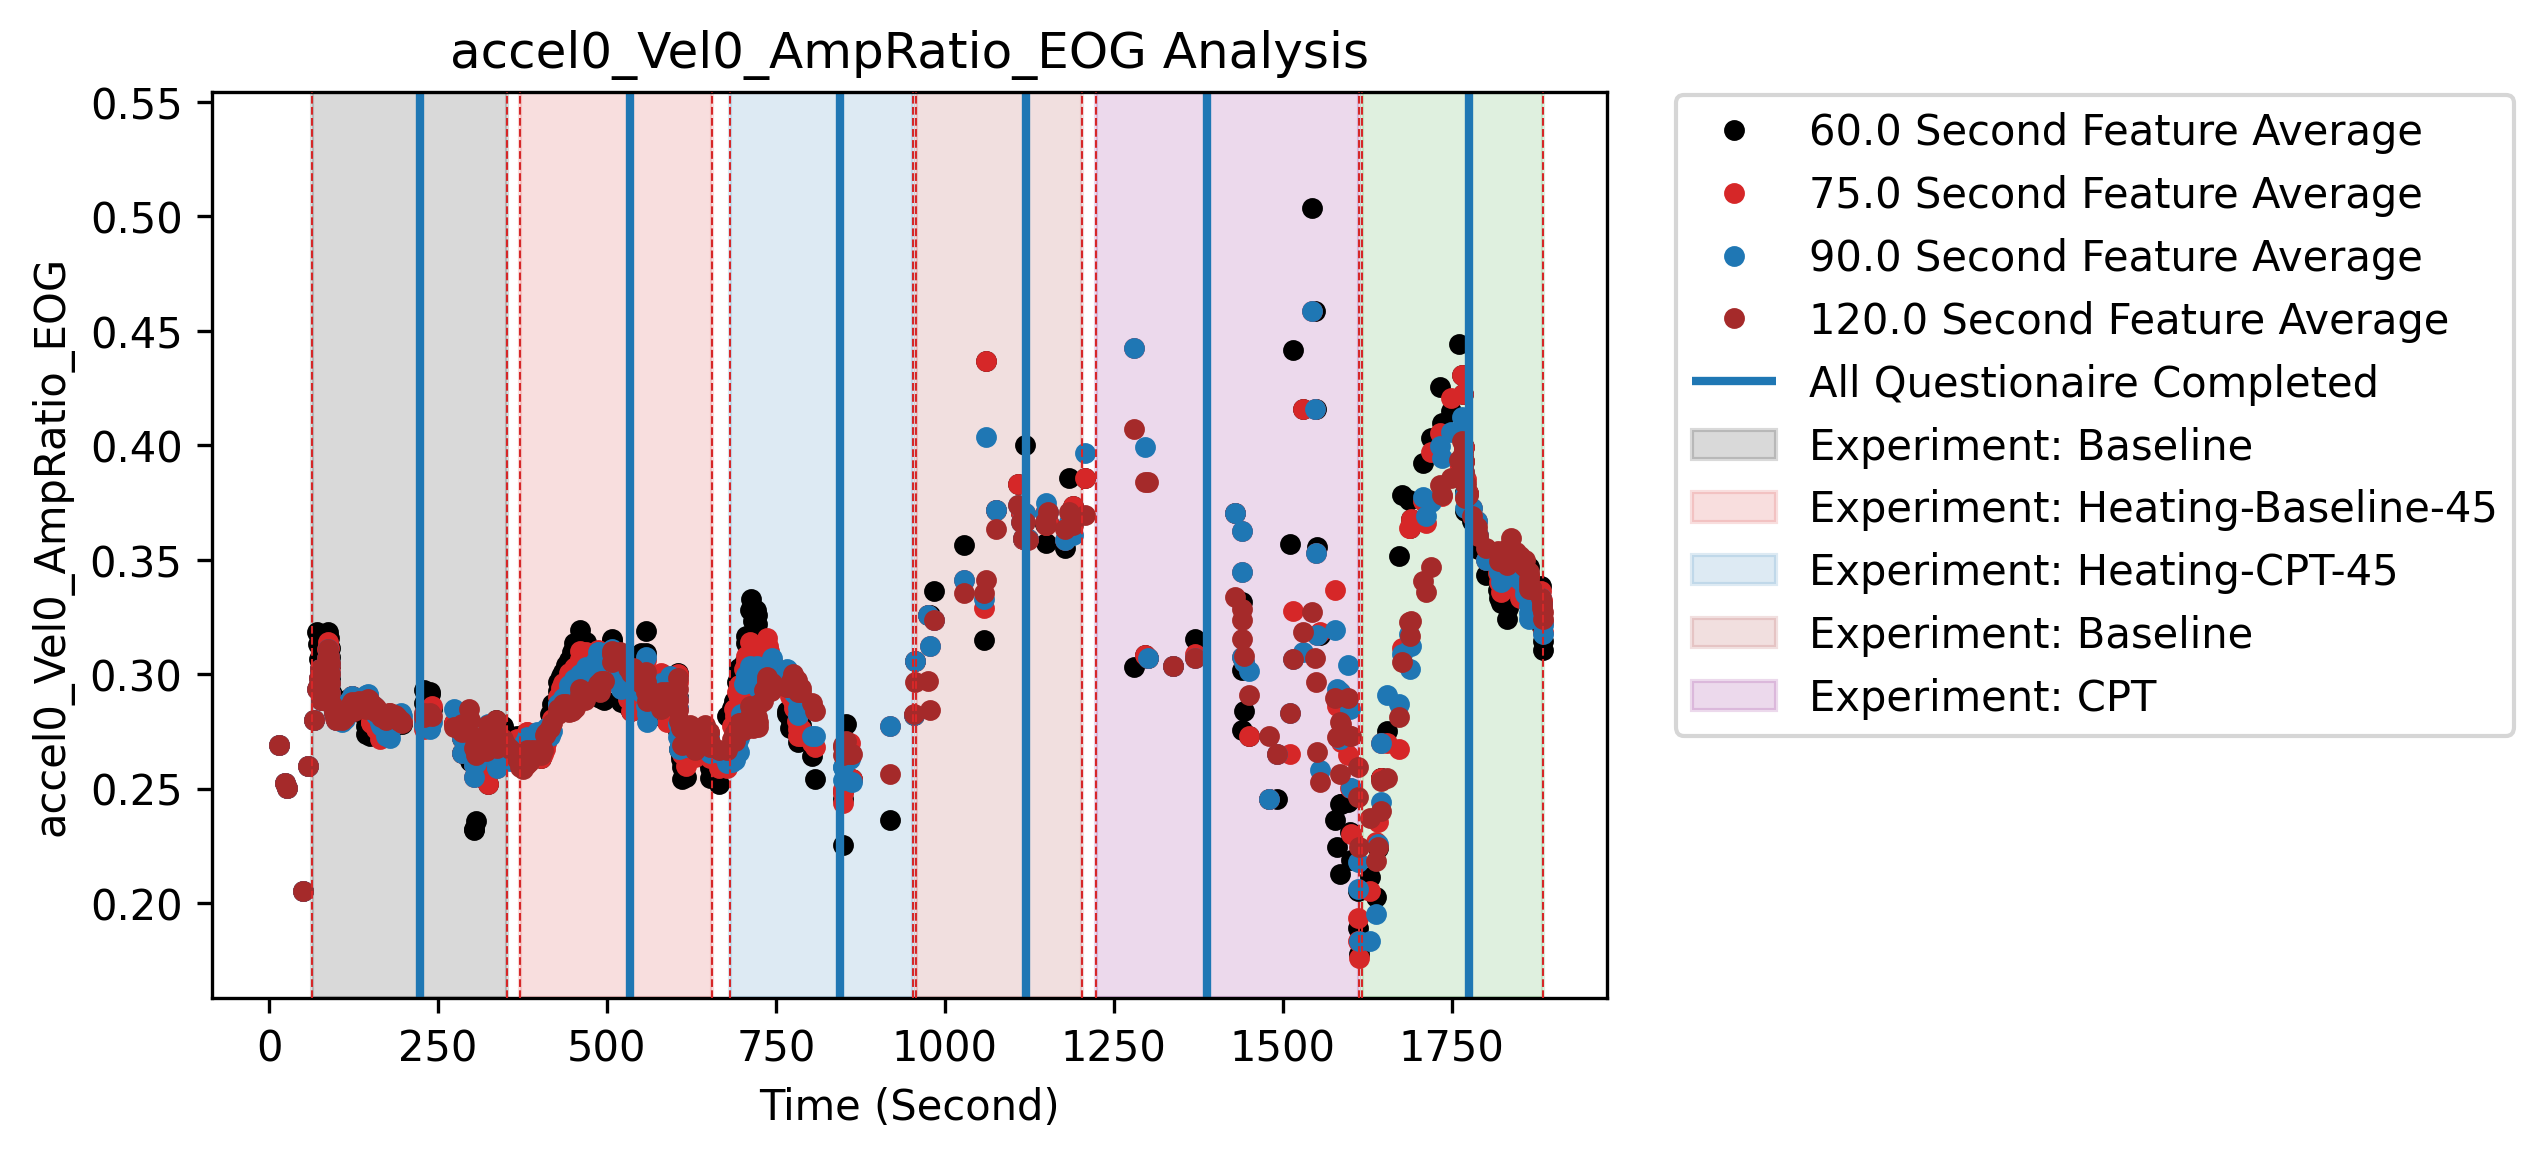 accel0_Vel0_AmpRatio_EOG Analysis
accel0_Vel0_AmpRatio_EOG
0.55
0.50
0.45
0.40
0.35
0.30
0.25
0.20
0 250 500 750 1000 1250 1500 1750
Time (Second)
60.0 Second Feature Average
75.0 Second Feature Average
90.0 Second Feature Average
120.0 Second Feature Average
All Questionaire Completed
Experiment: Baseline
Experiment: Heating-Baseline-45
Experiment: Heating-CPT-45
Experiment: Baseline
Experiment: CPT